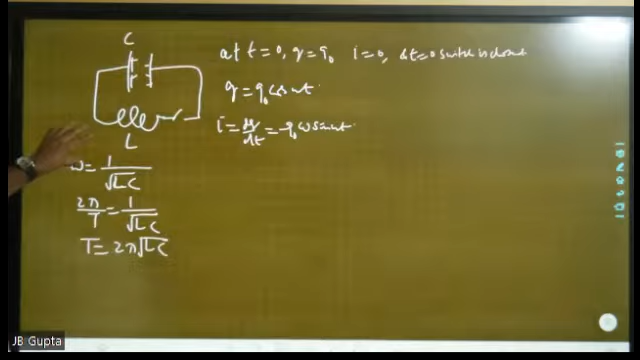 C
L
at t=0, q=q₀ i=0, at t=0 switch is closed
q=q₀ cos ωt
i=dq/dt=-q₀ω sin ωt
ω=1/√LC
2π/T=1/√LC
T=2π√LC
JB Gupta